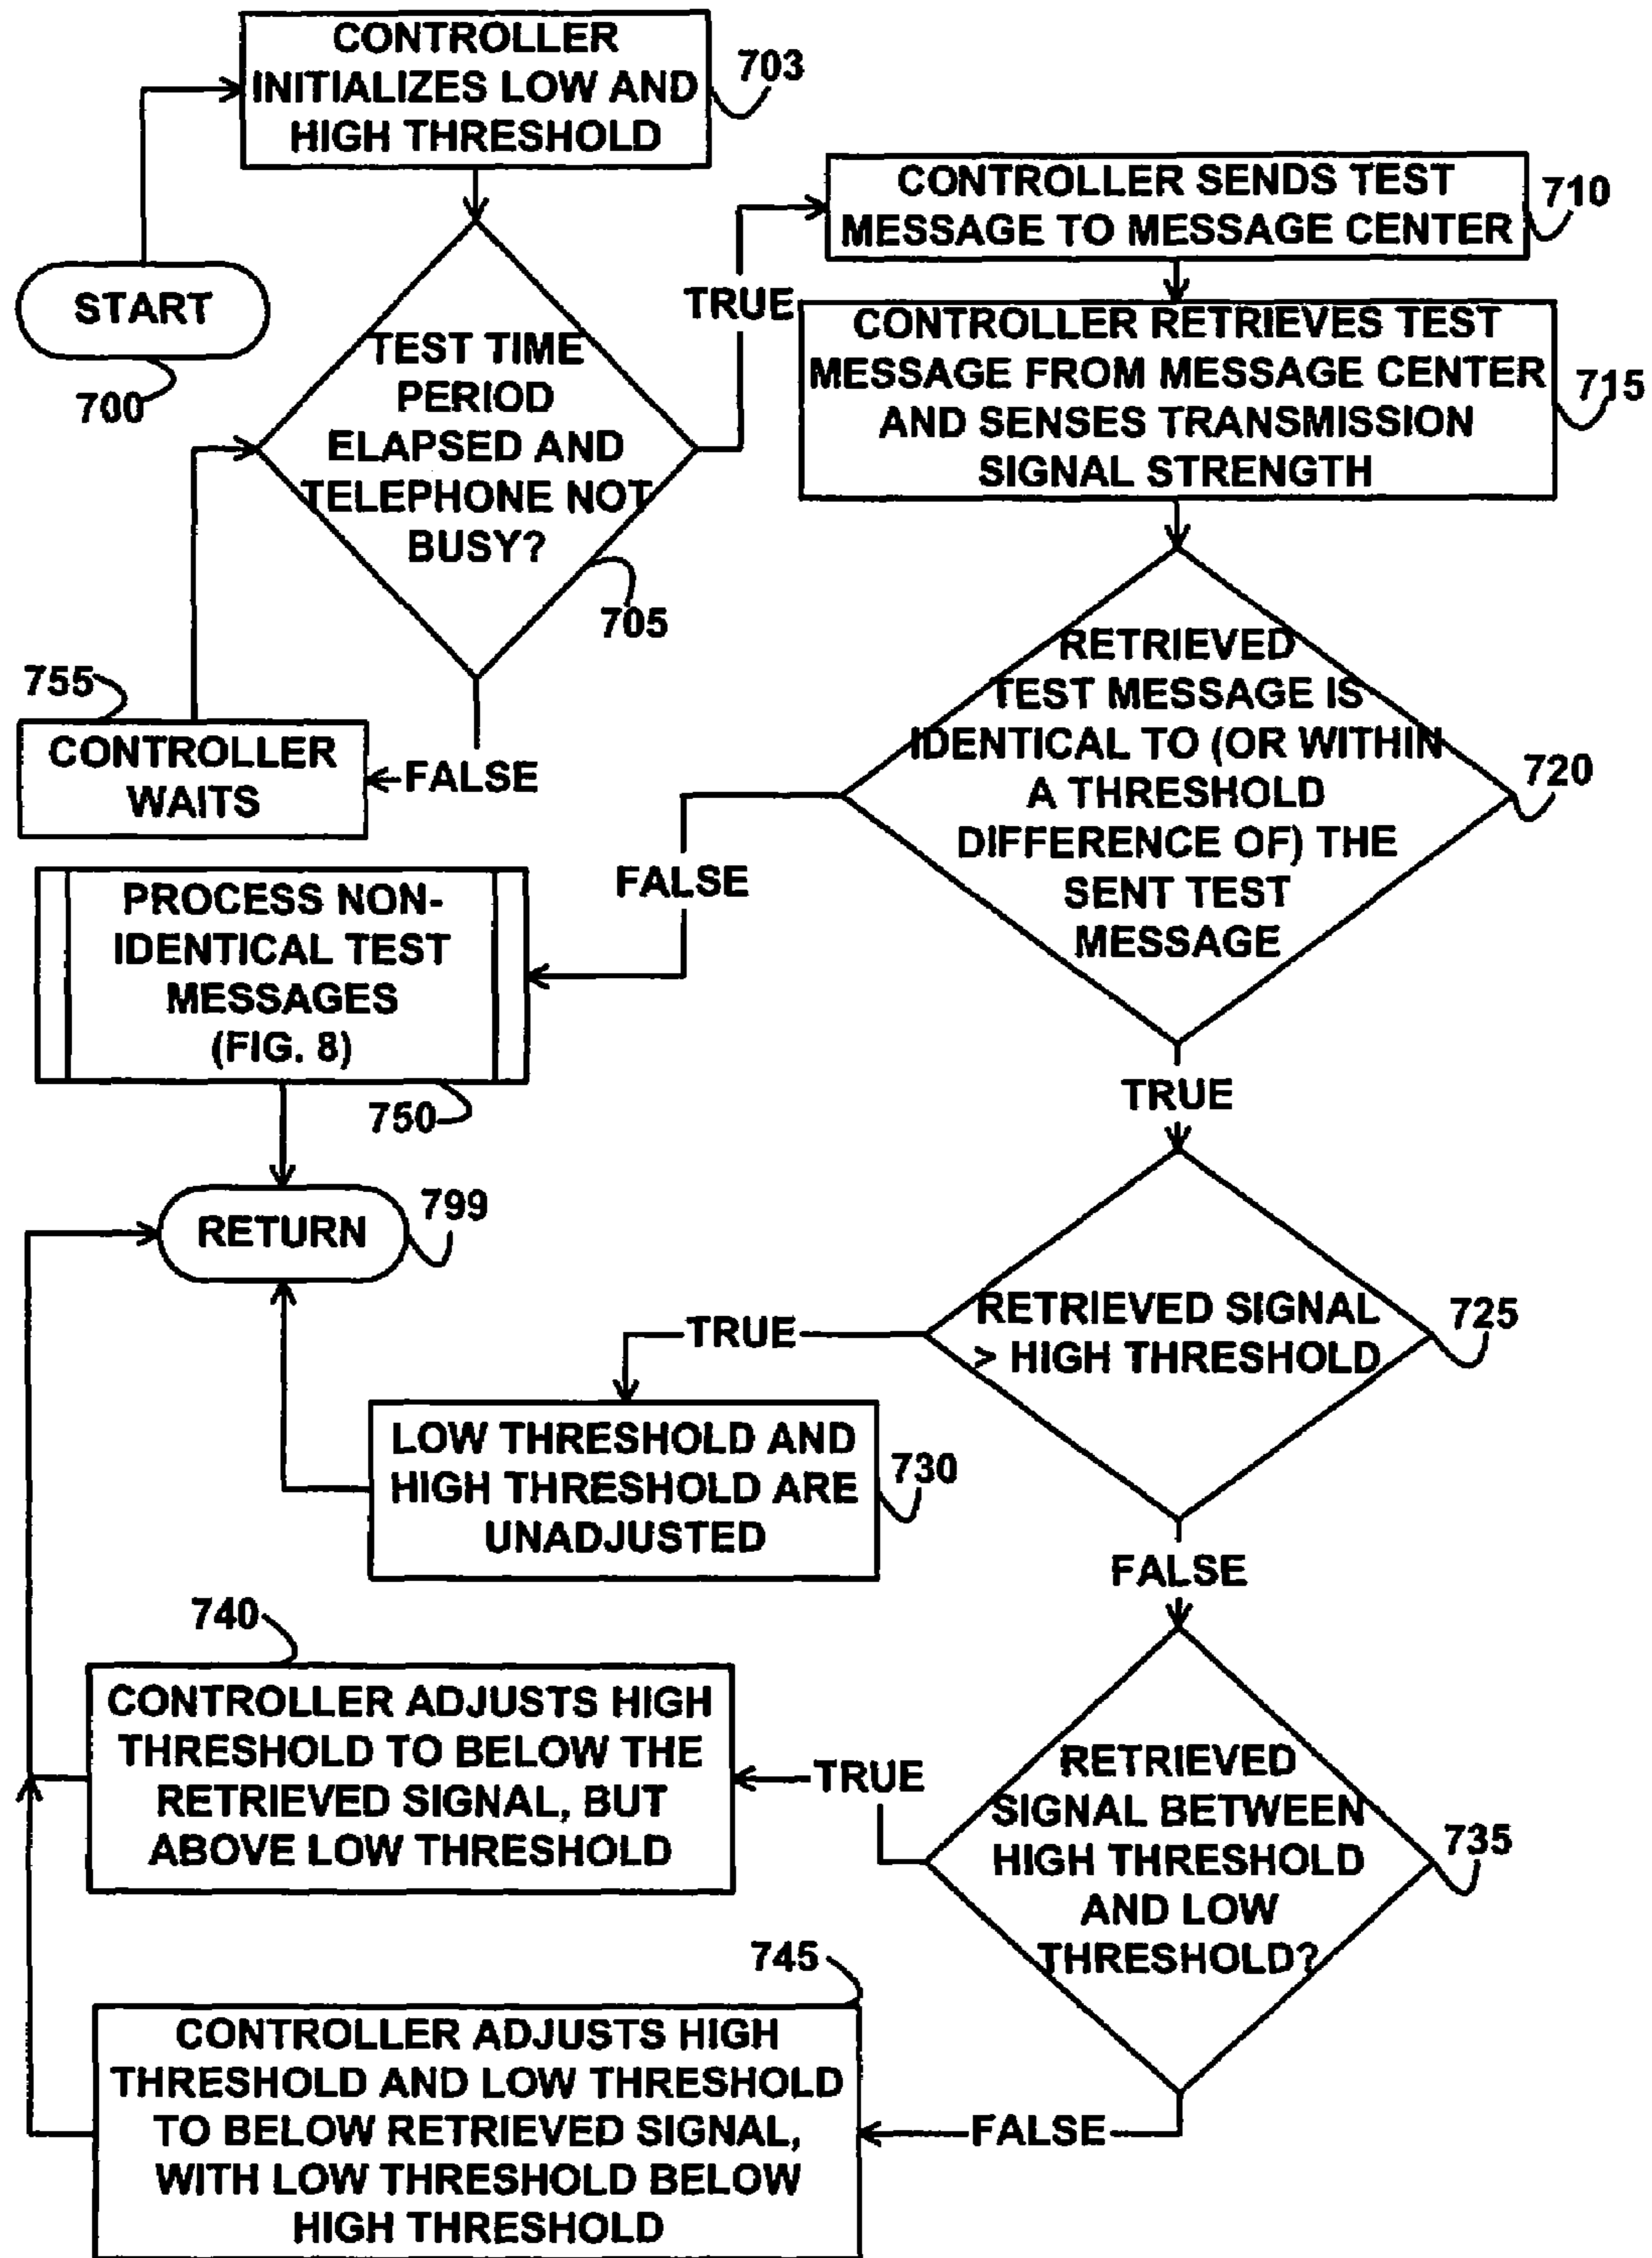 CONTROLLER
INITIALIZES LOW AND
HIGH THRESHOLD
703
START
700
TEST TIME
PERIOD
ELAPSED AND
TELEPHONE NOT
BUSY?
705
TRUE
FALSE
755
CONTROLLER
WAITS
CONTROLLER SENDS TEST
MESSAGE TO MESSAGE CENTER
710
CONTROLLER RETRIEVES TEST
MESSAGE FROM MESSAGE CENTER
AND SENSES TRANSMISSION
SIGNAL STRENGTH
715
RETRIEVED
TEST MESSAGE IS
IDENTICAL TO (OR WITHIN
A THRESHOLD
DIFFERENCE OF) THE
SENT TEST
MESSAGE
720
FALSE
PROCESS NON-
IDENTICAL TEST
MESSAGES
(FIG. 8)
750
RETURN
799
TRUE
RETRIEVED SIGNAL
> HIGH THRESHOLD
725
TRUE
LOW THRESHOLD AND
HIGH THRESHOLD ARE
UNADJUSTED
730
FALSE
RETRIEVED
SIGNAL BETWEEN
HIGH THRESHOLD
AND LOW
THRESHOLD?
735
TRUE
740
CONTROLLER ADJUSTS HIGH
THRESHOLD TO BELOW THE
RETRIEVED SIGNAL, BUT
ABOVE LOW THRESHOLD
FALSE
745
CONTROLLER ADJUSTS HIGH
THRESHOLD AND LOW THRESHOLD
TO BELOW RETRIEVED SIGNAL,
WITH LOW THRESHOLD BELOW
HIGH THRESHOLD